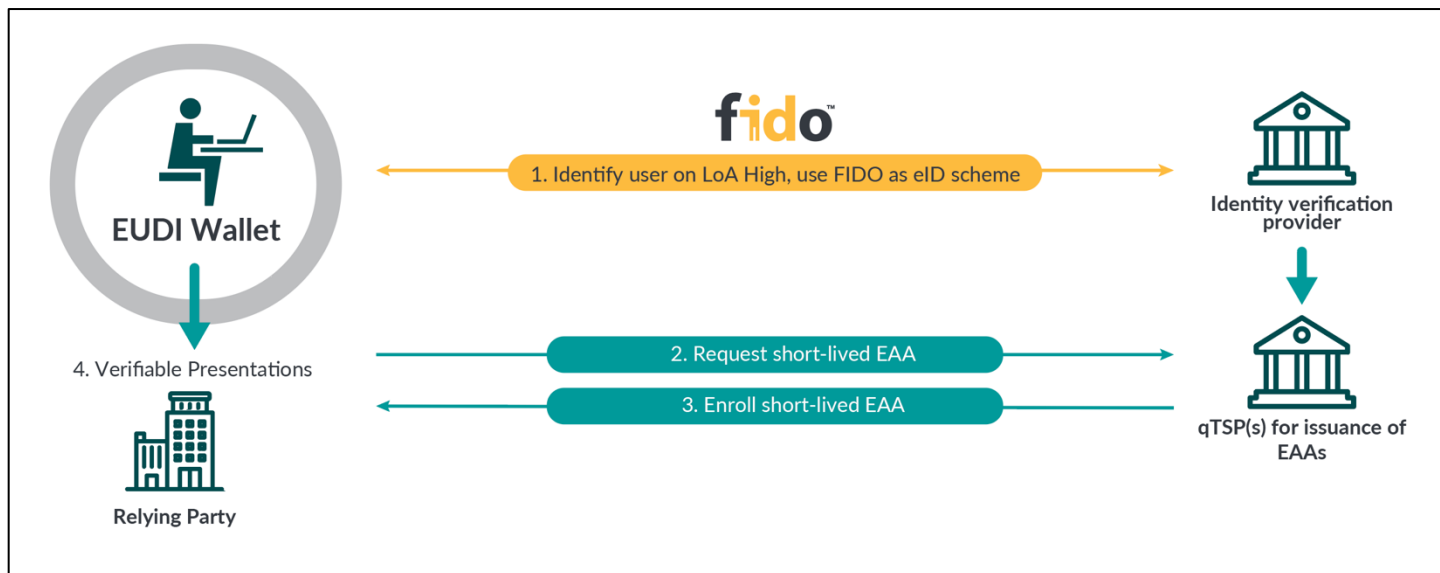 fido™
1. Identify user on LoA High, use FIDO as eID scheme
EUDI Wallet
Identity verification
provider
2. Request short-lived EAA
4. Verifiable Presentations
3. Enroll short-lived EAA
qTSP(s) for issuance of
EAAs
Relying Party